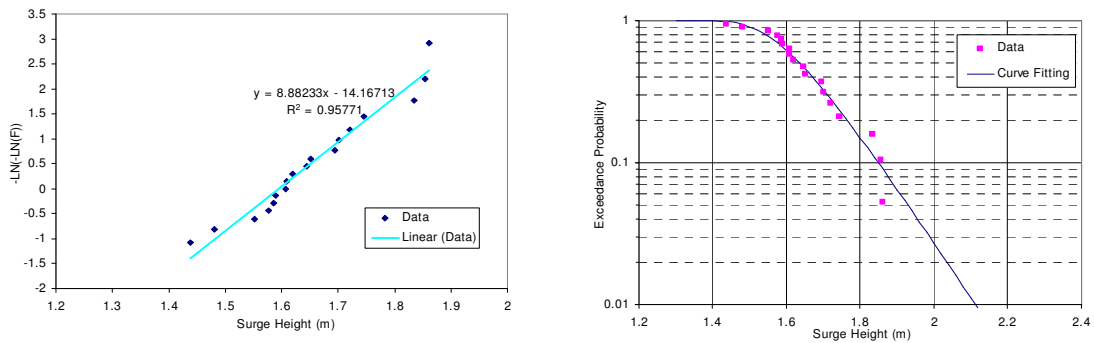 3.5
3
2.5
2
1.5
1
0.5
0
-0.5
-1
-1.5
-2
-LN(-LN(F))
y = 8.88233x - 14.16713
R² = 0.95771
Data
Linear (Data)
1.2 1.3 1.4 1.5 1.6 1.7 1.8 1.9 2
Surge Height (m)
1
0.1
0.01
Exceedance Probability
Data
Curve Fitting
1.2 1.4 1.6 1.8 2 2.2 2.4
Surge Height (m)